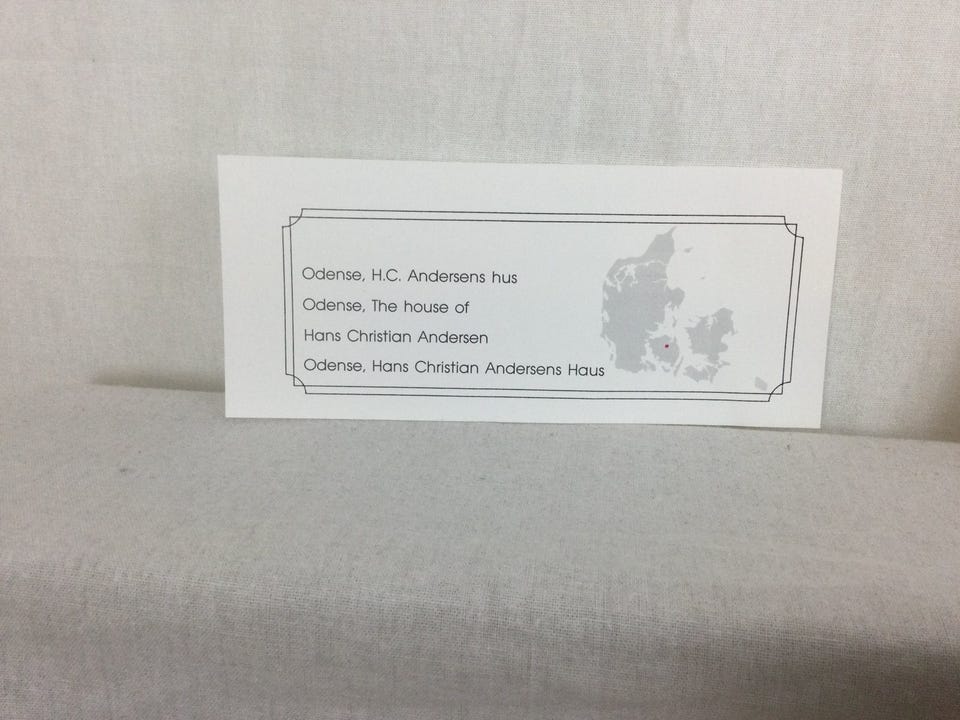 Odense, H.C. Andersens hus
Odense, The house of
Hans Christian Andersen
Odense, Hans Christian Andersens Haus